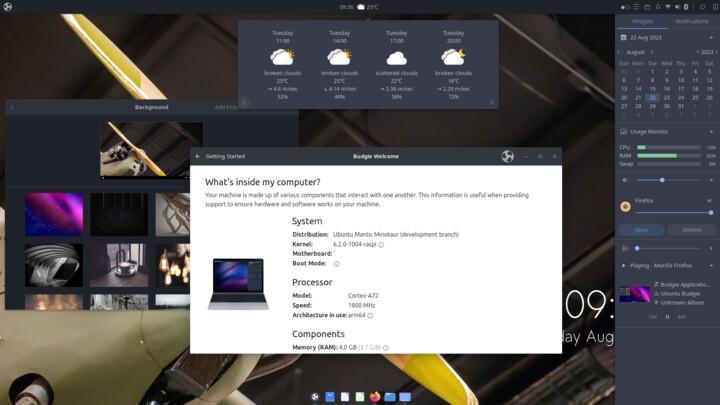 09:36 25℃
Widgets Notifications
22 Aug 2023
August 2023
Sun Mon Tue Wed Thu Fri Sat
30 31 1 2 3 4 5
6 7 8 9 10 11 12
13 14 15 16 17 18 19
20 21 22 23 24 25 26
27 28 29 30 31 1 2
3 4 5 6 7 8 9
Usage Monitor
CPU 13%
RAM 62%
Swap 0%
Firefox
Apps Devices
Playing - Mozilla Firefox
Budgie Applicatio...
Ubuntu Budgie
Unknown Album
Tuesday Tuesday Tuesday Tuesday
11:00 14:00 17:00 20:00
broken clouds broken clouds scattered clouds broken clouds
25℃ 25℃ 22℃ 18℃
→ 4.6 m/sec ↘ 4.14 m/sec → 2.56 m/sec → 2.29 m/sec
52% 48% 56% 72%
Background Add Pic
Getting Started Budgie Welcome
What's inside my computer?
Your machine is made up of various components that interact with one another. This information is useful when providing
support to ensure hardware and software works on your machine.
System
Distribution: Ubuntu Mantic Minotaur (development branch)
Kernel: 6.2.0-1004-raspi
Motherboard:
Boot Mode:
Processor
Model: Cortex-A72
Speed: 1800 MHz
Architecture in use: arm64
Components
Memory (RAM): 4.0 GB (3.7 GiB)
09:
day Aug